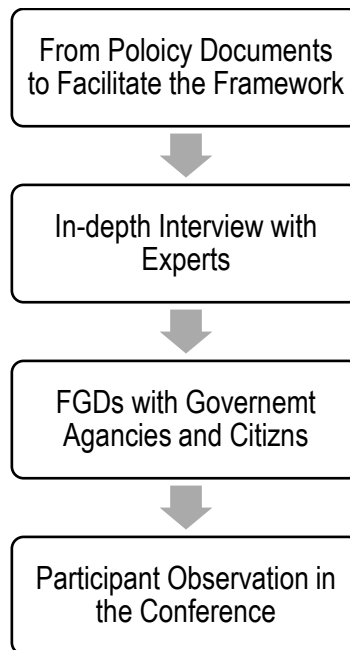 From Poloicy Documents
to Facilitate the Framework
In-depth Interview with
Experts
FGDs with Governemt
Agancies and Citizns
Participant Observation in
the Conference